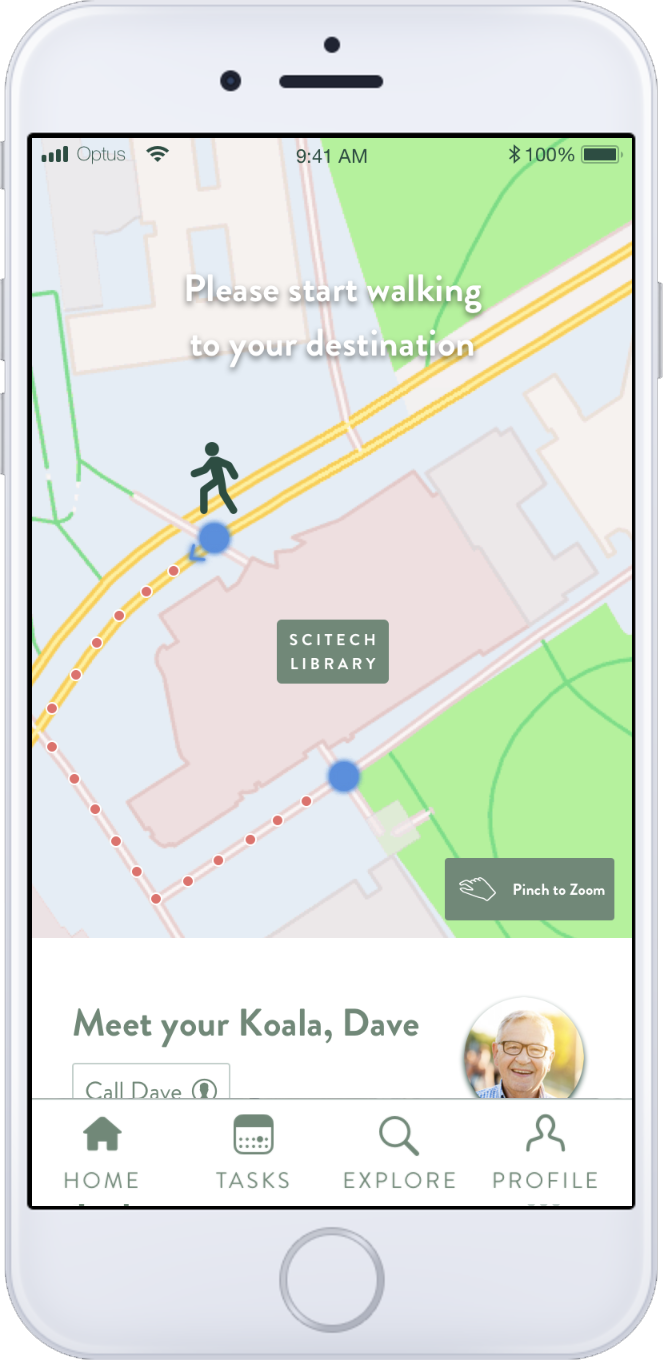 Optus
9:41 AM
100%
Please start walking
to your destination
SCITECH
LIBRARY
Pinch to Zoom
Meet your Koala, Dave
Call Dave
HOME
TASKS
EXPLORE
PROFILE